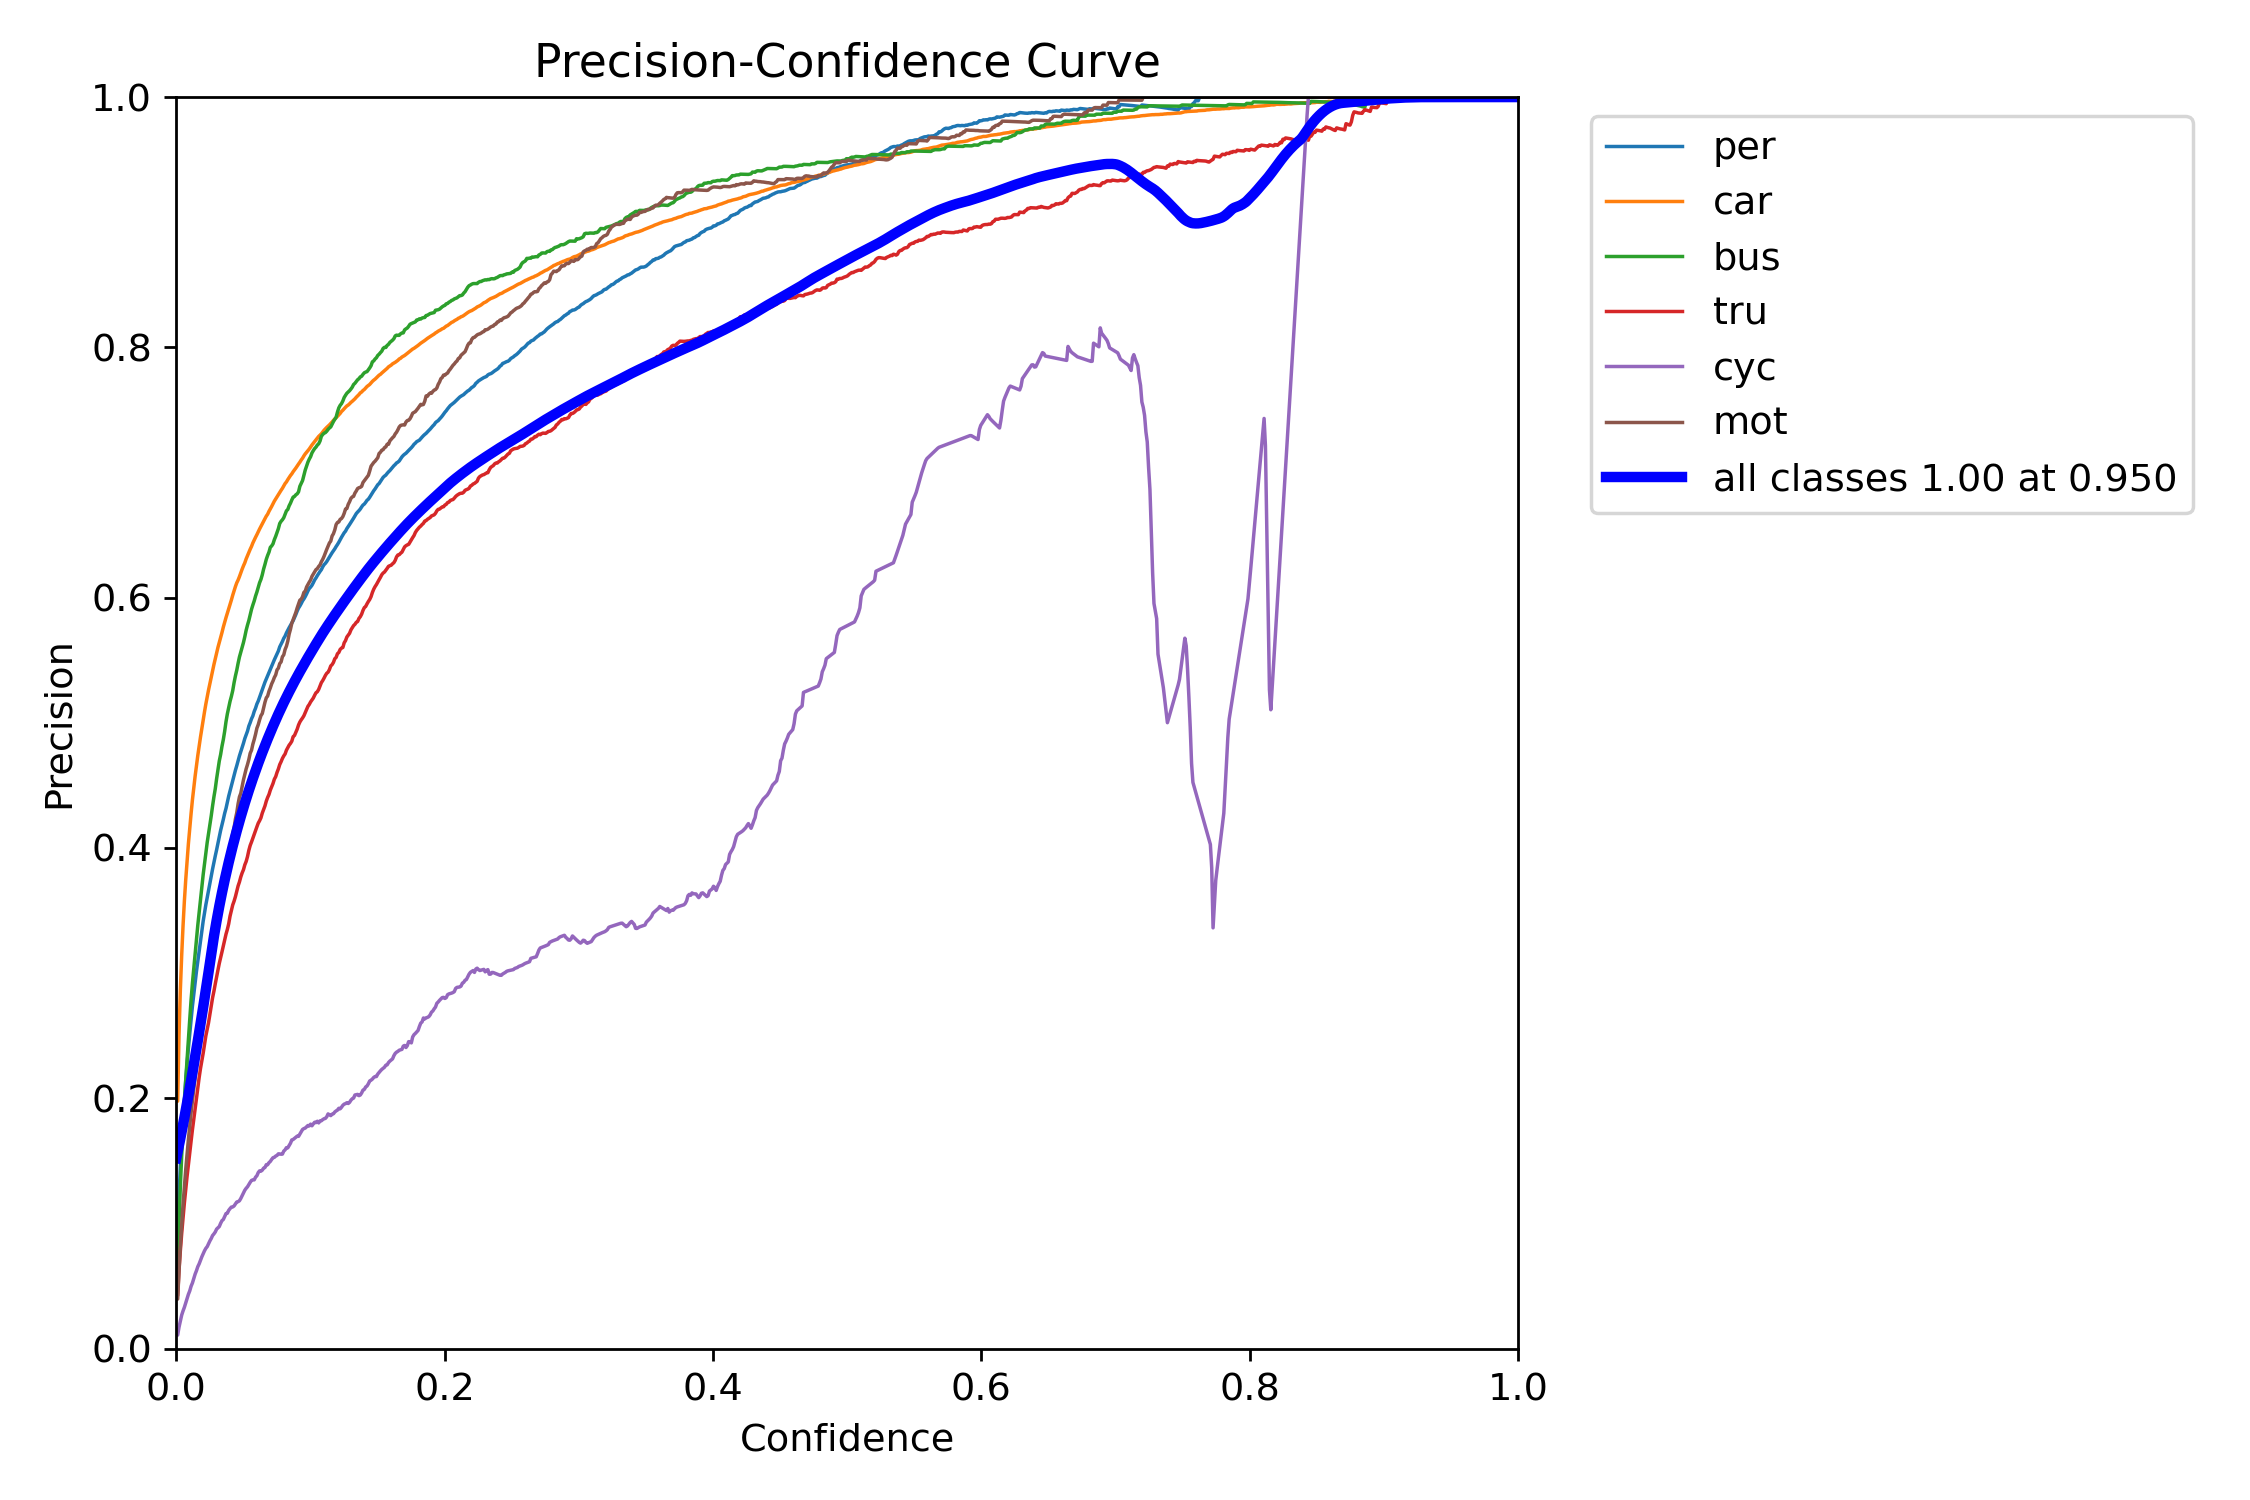 Precision-Confidence Curve
1.0
0.8
0.6
0.4
0.2
0.0
Precision
0.0 0.2 0.4 0.6 0.8 1.0
Confidence
per
car
bus
tru
cyc
mot
all classes 1.00 at 0.950